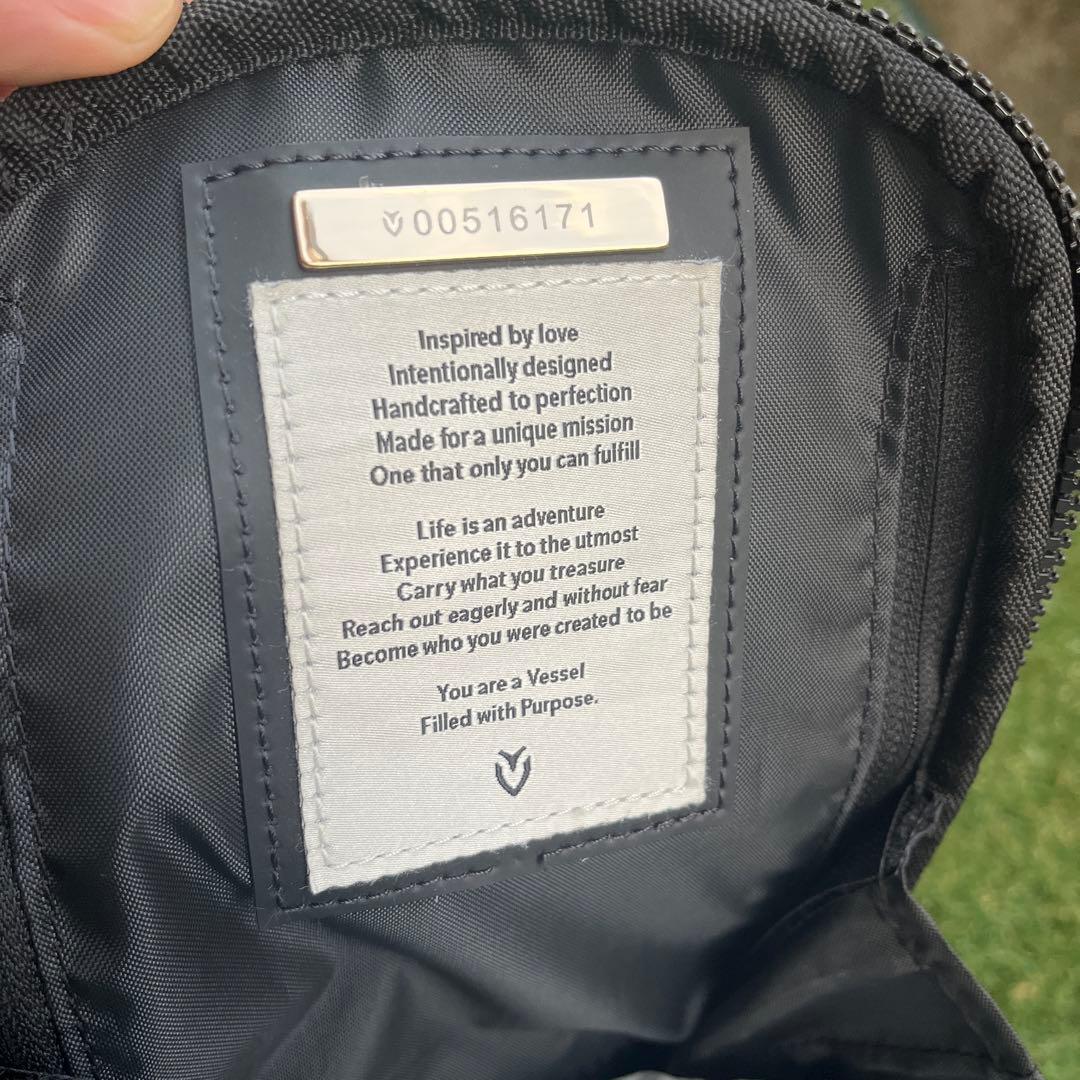 00516171
Inspired by love
Intentionally designed
Handcrafted to perfection
Made for a unique mission
One that only you can fulfill
Life is an adventure
Experience it to the utmost
Carry what you treasure
Reach out eagerly and without fear
Become who you were created to be
You are a Vessel
Filled with Purpose.